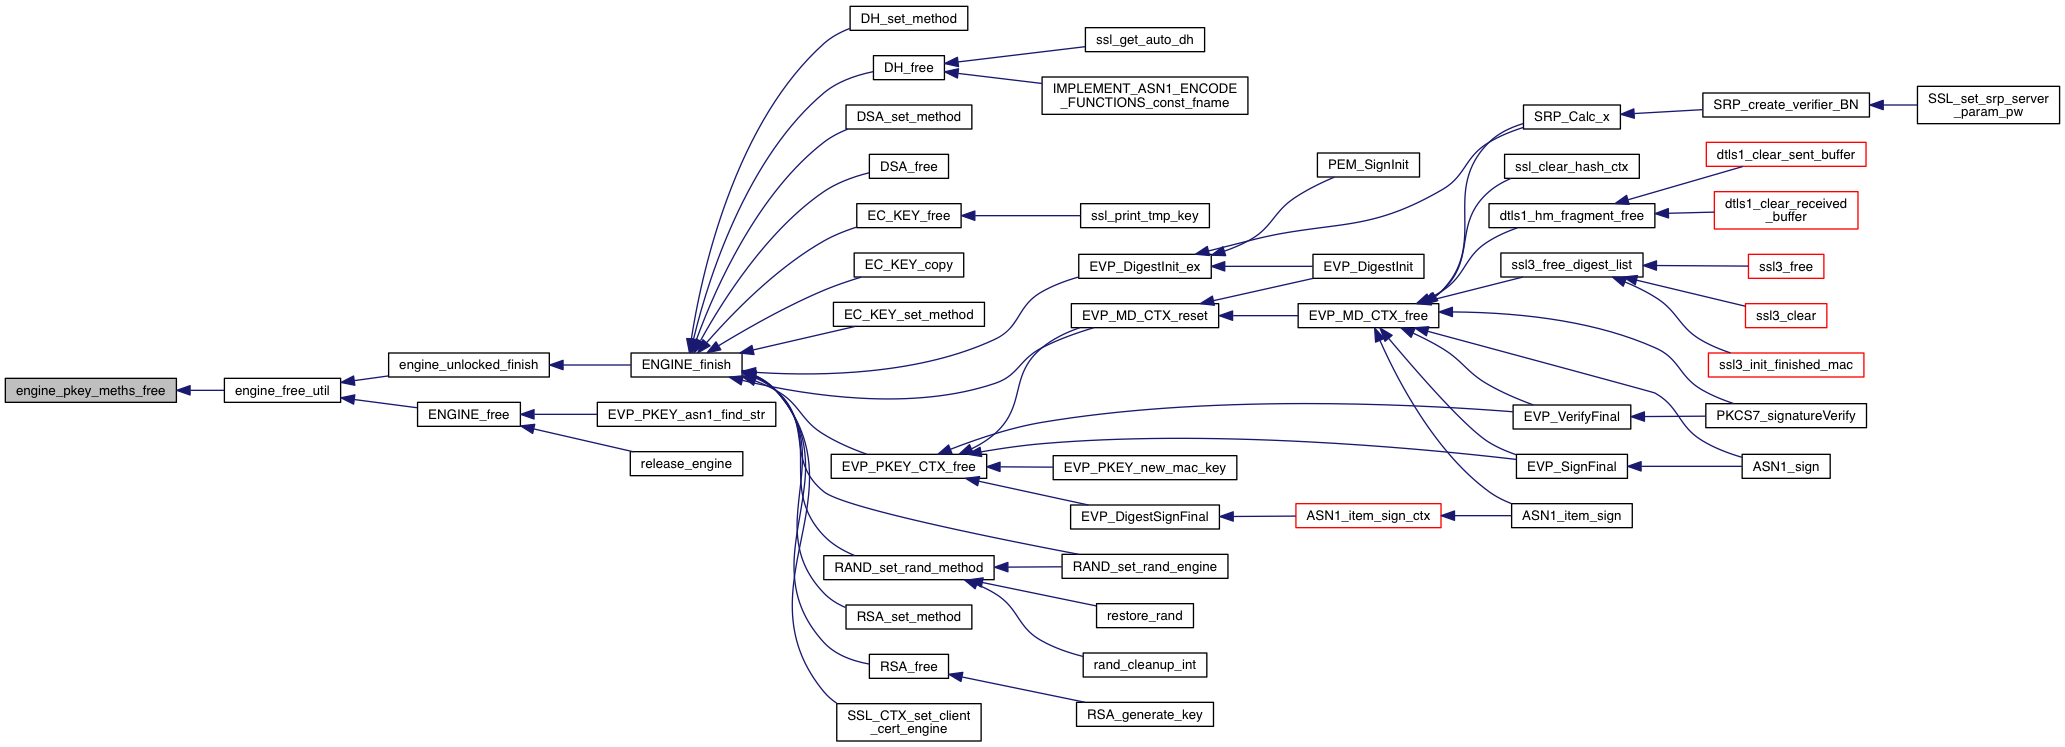 engine_pkey_meths_free
engine_free_util
engine_unlocked_finish
ENGINE_free
ENGINE_finish
EVP_PKEY_asn1_find_str
release_engine
DH_set_method
DH_free
DSA_set_method
DSA_free
EC_KEY_free
EC_KEY_copy
EC_KEY_set_method
EVP_PKEY_CTX_free
RAND_set_rand_method
RSA_set_method
RSA_free
SSL_CTX_set_client
_cert_engine
ssl_get_auto_dh
IMPLEMENT_ASN1_ENCODE
_FUNCTIONS_const_fname
ssl_print_tmp_key
EVP_DigestInit_ex
EVP_MD_CTX_reset
EVP_PKEY_new_mac_key
EVP_DigestSignFinal
RAND_set_rand_engine
restore_rand
rand_cleanup_int
RSA_generate_key
PEM_SignInit
EVP_DigestInit
EVP_MD_CTX_free
ASN1_item_sign_ctx
SRP_Calc_x
ssl_clear_hash_ctx
dtls1_hm_fragment_free
ssl3_free_digest_list
EVP_VerifyFinal
EVP_SignFinal
ASN1_item_sign
SRP_create_verifier_BN
dtls1_clear_sent_buffer
dtls1_clear_received
_buffer
ssl3_free
ssl3_clear
ssl3_init_finished_mac
PKCS7_signatureVerify
ASN1_sign
SSL_set_srp_server
_param_pw